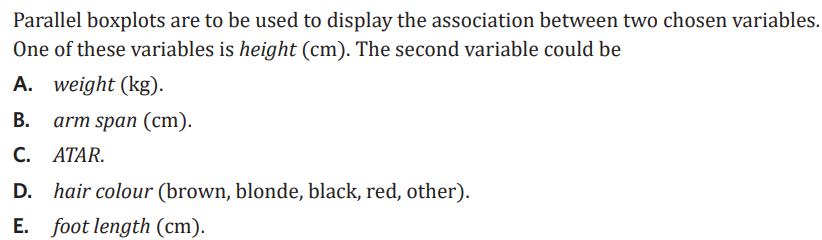 Parallel boxplots are to be used to display the association between two chosen variables.
One of these variables is height (cm). The second variable could be
A. weight (kg).
B. arm span (cm).
C. ATAR.
D. hair colour (brown, blonde, black, red, other).
E. foot length (cm).